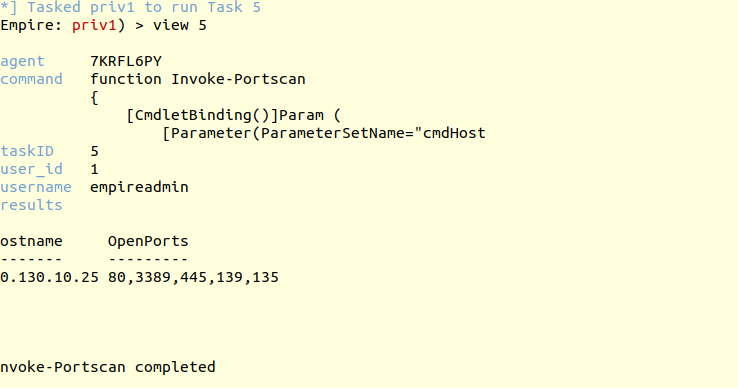 *] Tasked priv1 to run Task 5
Empire: priv1) > view 5
agent 7KRFL6PY
command function Invoke-Portscan
{
[CmdletBinding()]Param (
[Parameter(ParameterSetName="cmdHost
taskID 5
user_id 1
username empireadmin
results
ostname OpenPorts
------- ---------
0.130.10.25 80,3389,445,139,135
nvoke-Portscan completed